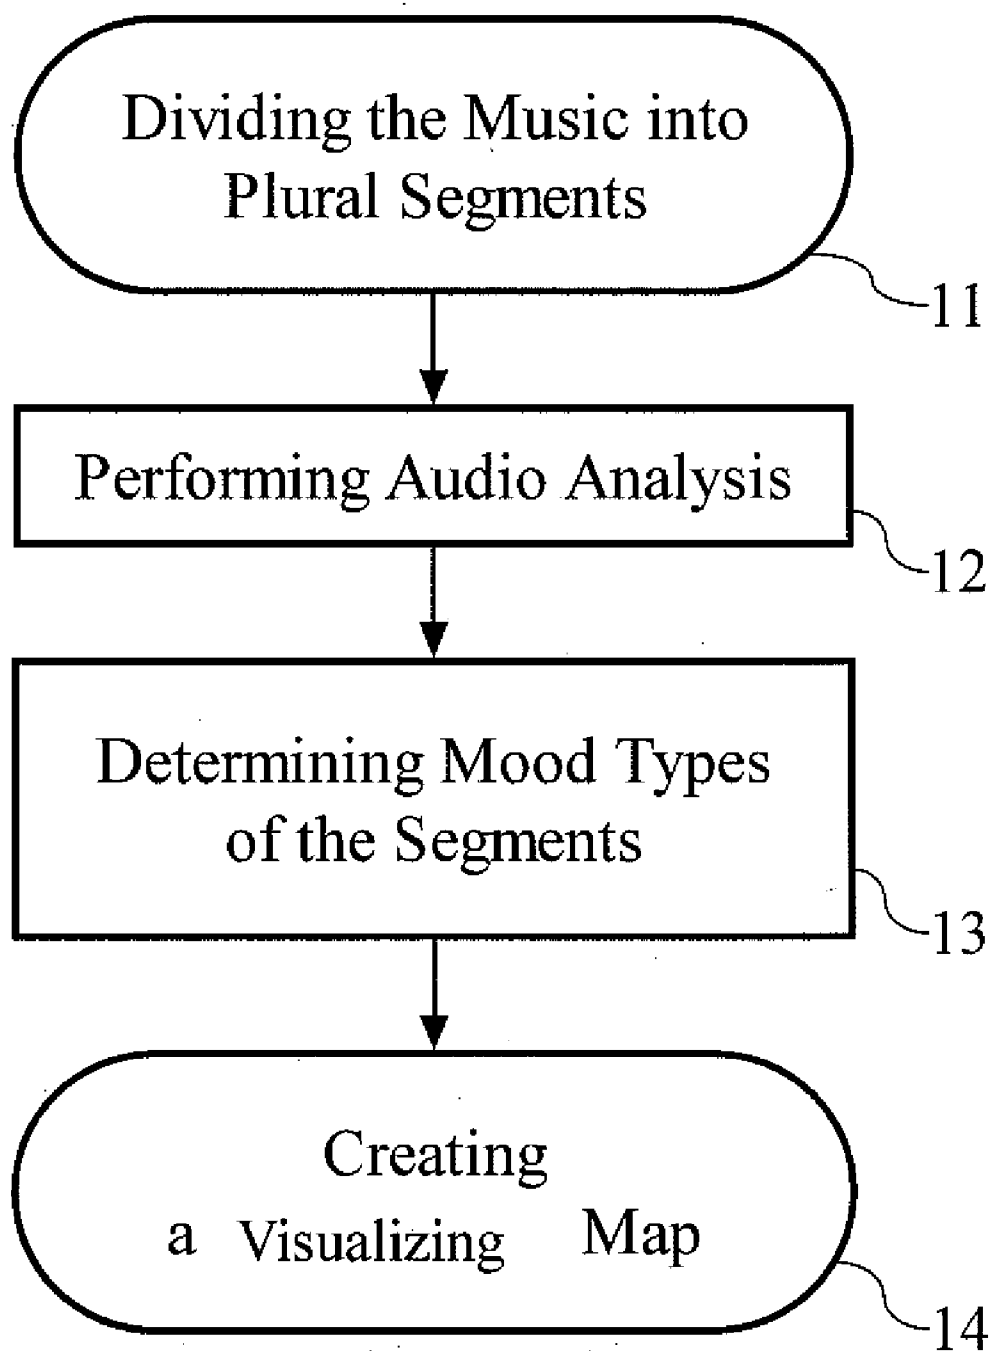 Dividing the Music into
Plural Segments
11
Performing Audio Analysis
12
Determining Mood Types
of the Segments
13
Creating
a Visualizing Map
14